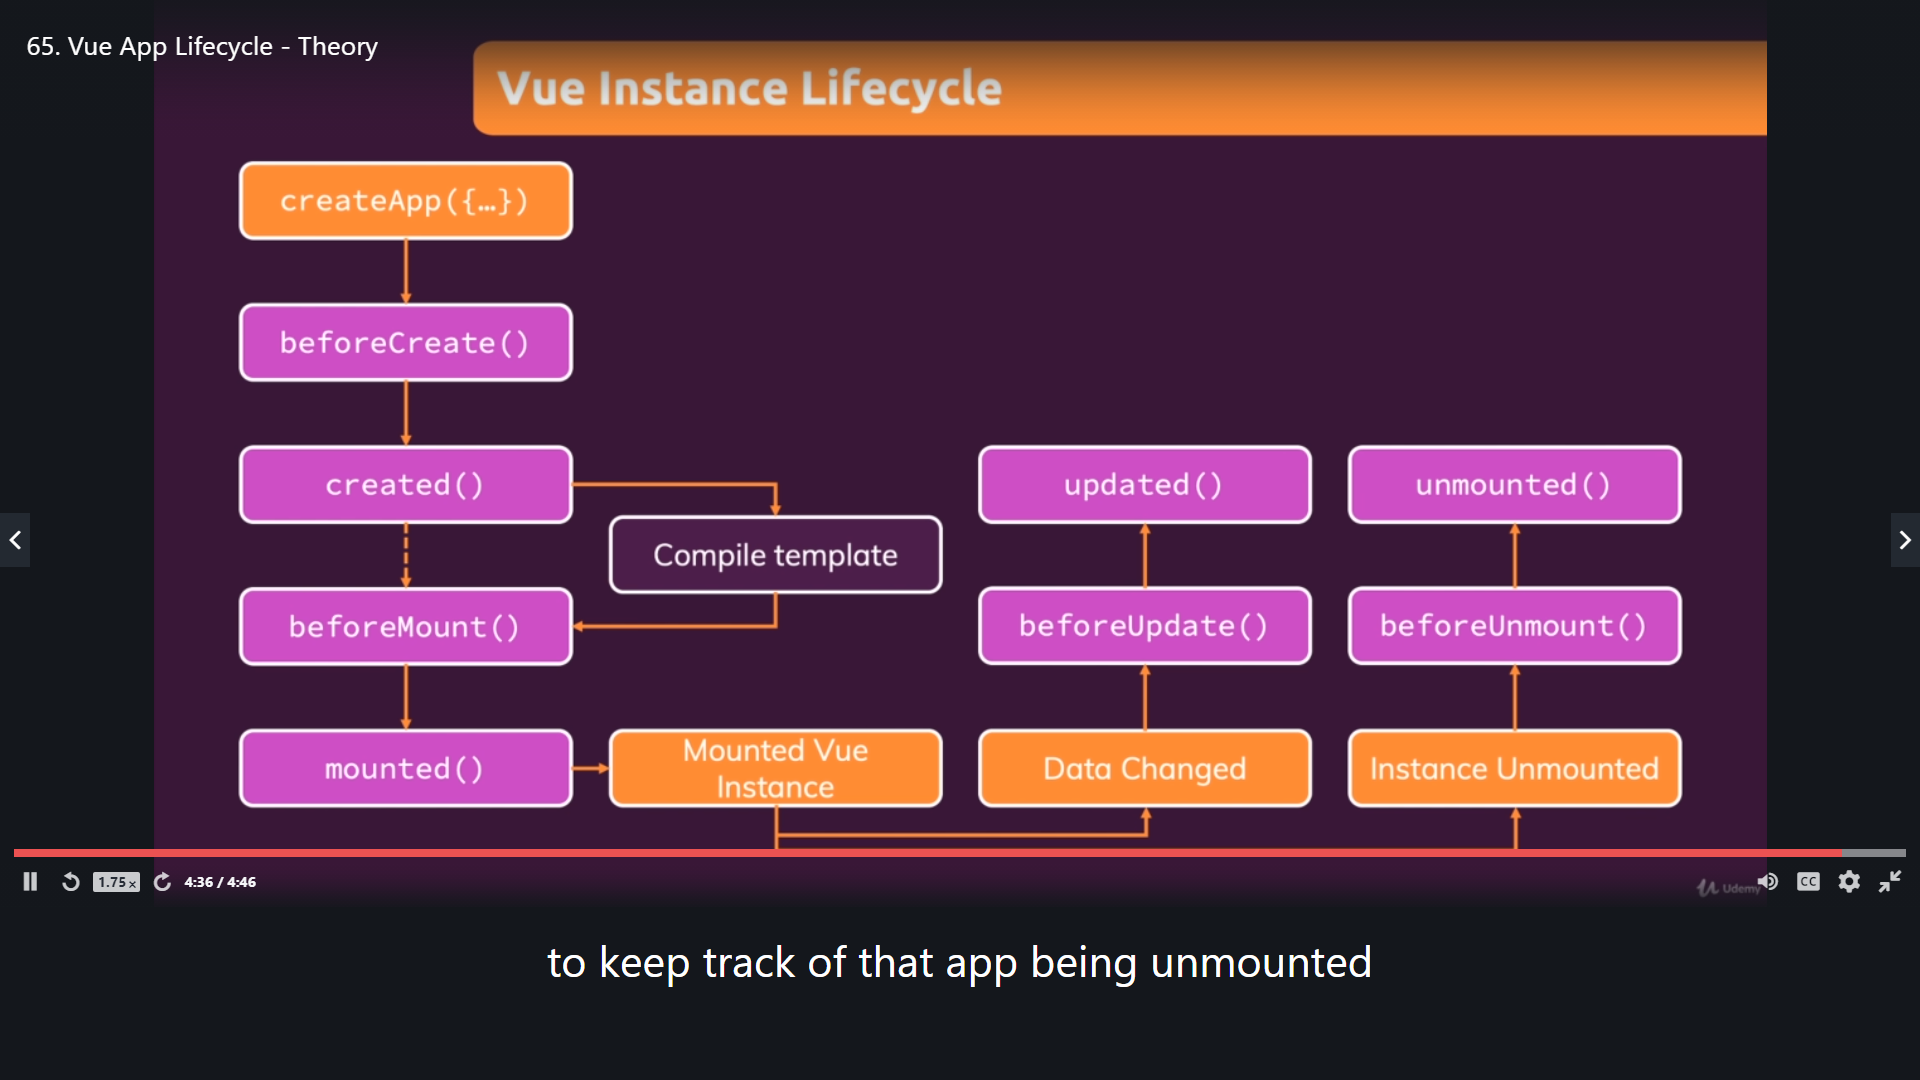 65. Vue App Lifecycle - Theory
Vue Instance Lifecycle
createApp({…})
beforeCreate()
created()
Compile template
beforeMount()
mounted()
Mounted Vue
Instance
updated()
beforeUpdate()
Data Changed
unmounted()
beforeUnmount()
Instance Unmounted
1.75x
4:36 / 4:46
Udemy
CC
to keep track of that app being unmounted